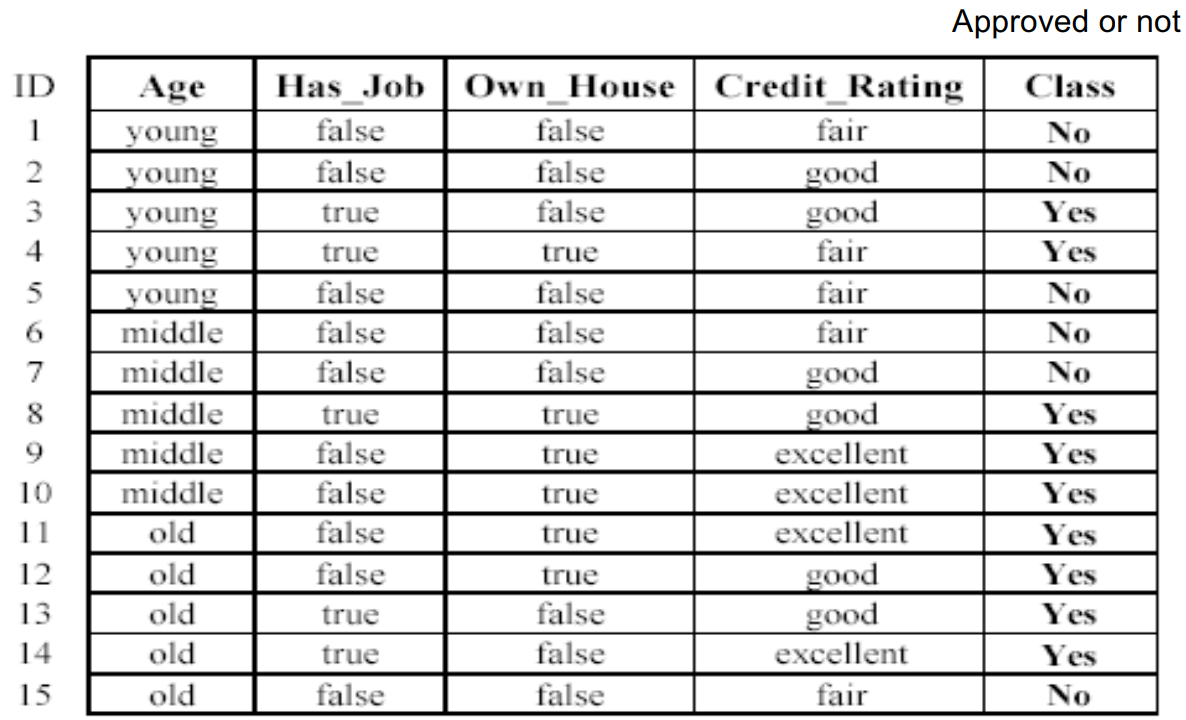 Approved or not
ID Age Has_Job Own_House Credit_Rating Class
1 young false false fair No
2 young false false good No
3 young true false good Yes
4 young true true fair Yes
5 young false false fair No
6 middle false false fair No
7 middle false false good No
8 middle true true good Yes
9 middle false true excellent Yes
10 middle false true excellent Yes
11 old false true excellent Yes
12 old false true good Yes
13 old true false good Yes
14 old true false excellent Yes
15 old false false fair No